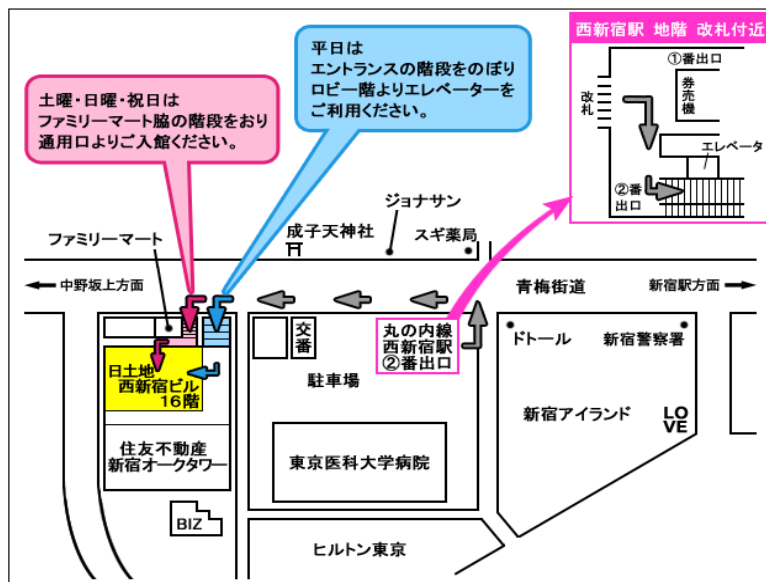 西新宿駅 地階 改札付近
①番出口
券売機
改札
エレベータ
②番
出口
平日は
エントランスの階段をのぼり
ロビー階よりエレベーターを
ご利用ください。
土曜・日曜・祝日は
ファミリーマート脇の階段をおり
通用口よりご入館ください。
ジョナサン
成子天神社
スギ薬局
ファミリーマート
中野坂上方面
青梅街道
新宿駅方面
交番
丸の内線
西新宿駅
②番出口
ドトール
新宿警察署
日土地
西新宿ビル
16階
駐車場
新宿アイランド
LO
VE
住友不動産
新宿オークタワー
東京医科大学病院
BIZ
ヒルトン東京